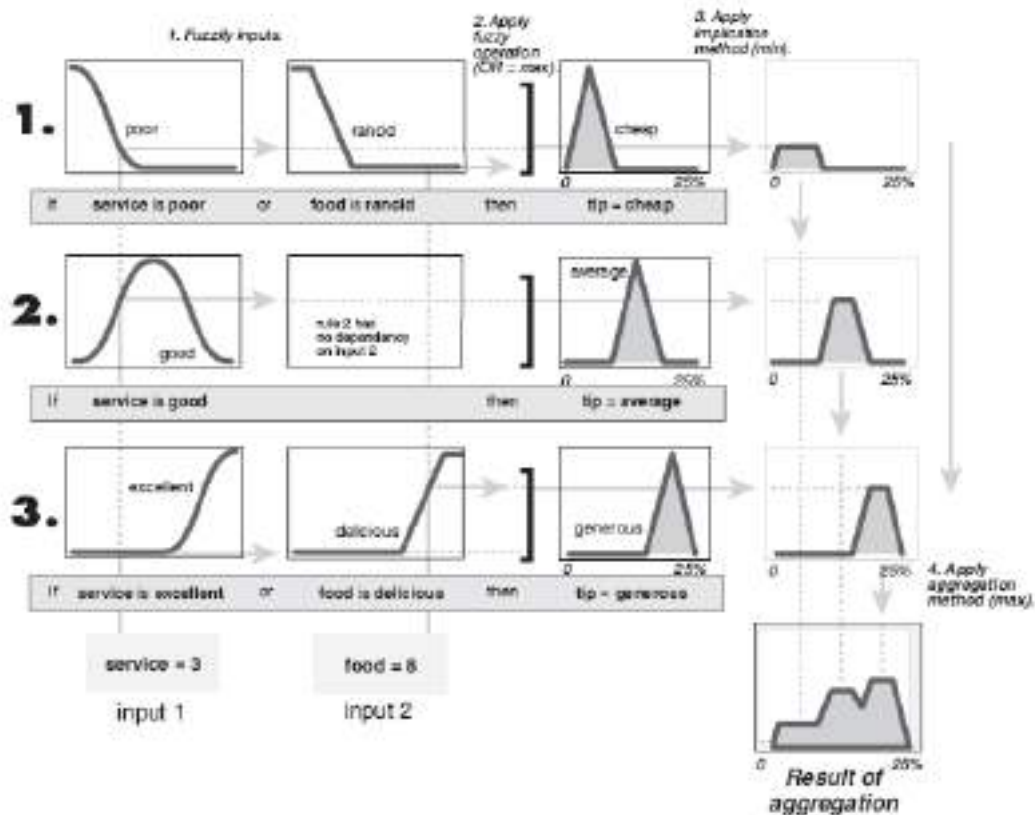 1. Fuzzify inputs.
2. Apply
fuzzy
operation
(OR = max)
3. Apply
implication
method (min).
1.
poor
rancid
cheap
0
25%
0
25%
If service is poor or food is rancid then tip = cheap
2.
good
rule 2 has
no dependency
on input 2
average
0
25%
0
25%
If service is good then tip = average
3.
excellent
delicious
generous
0
25%
0
25%
If service is excellent or food is delicious then tip = generous
4. Apply
aggregation
method (max).
service = 3
food = 8
input 1
input 2
0
25%
Result of
aggregation